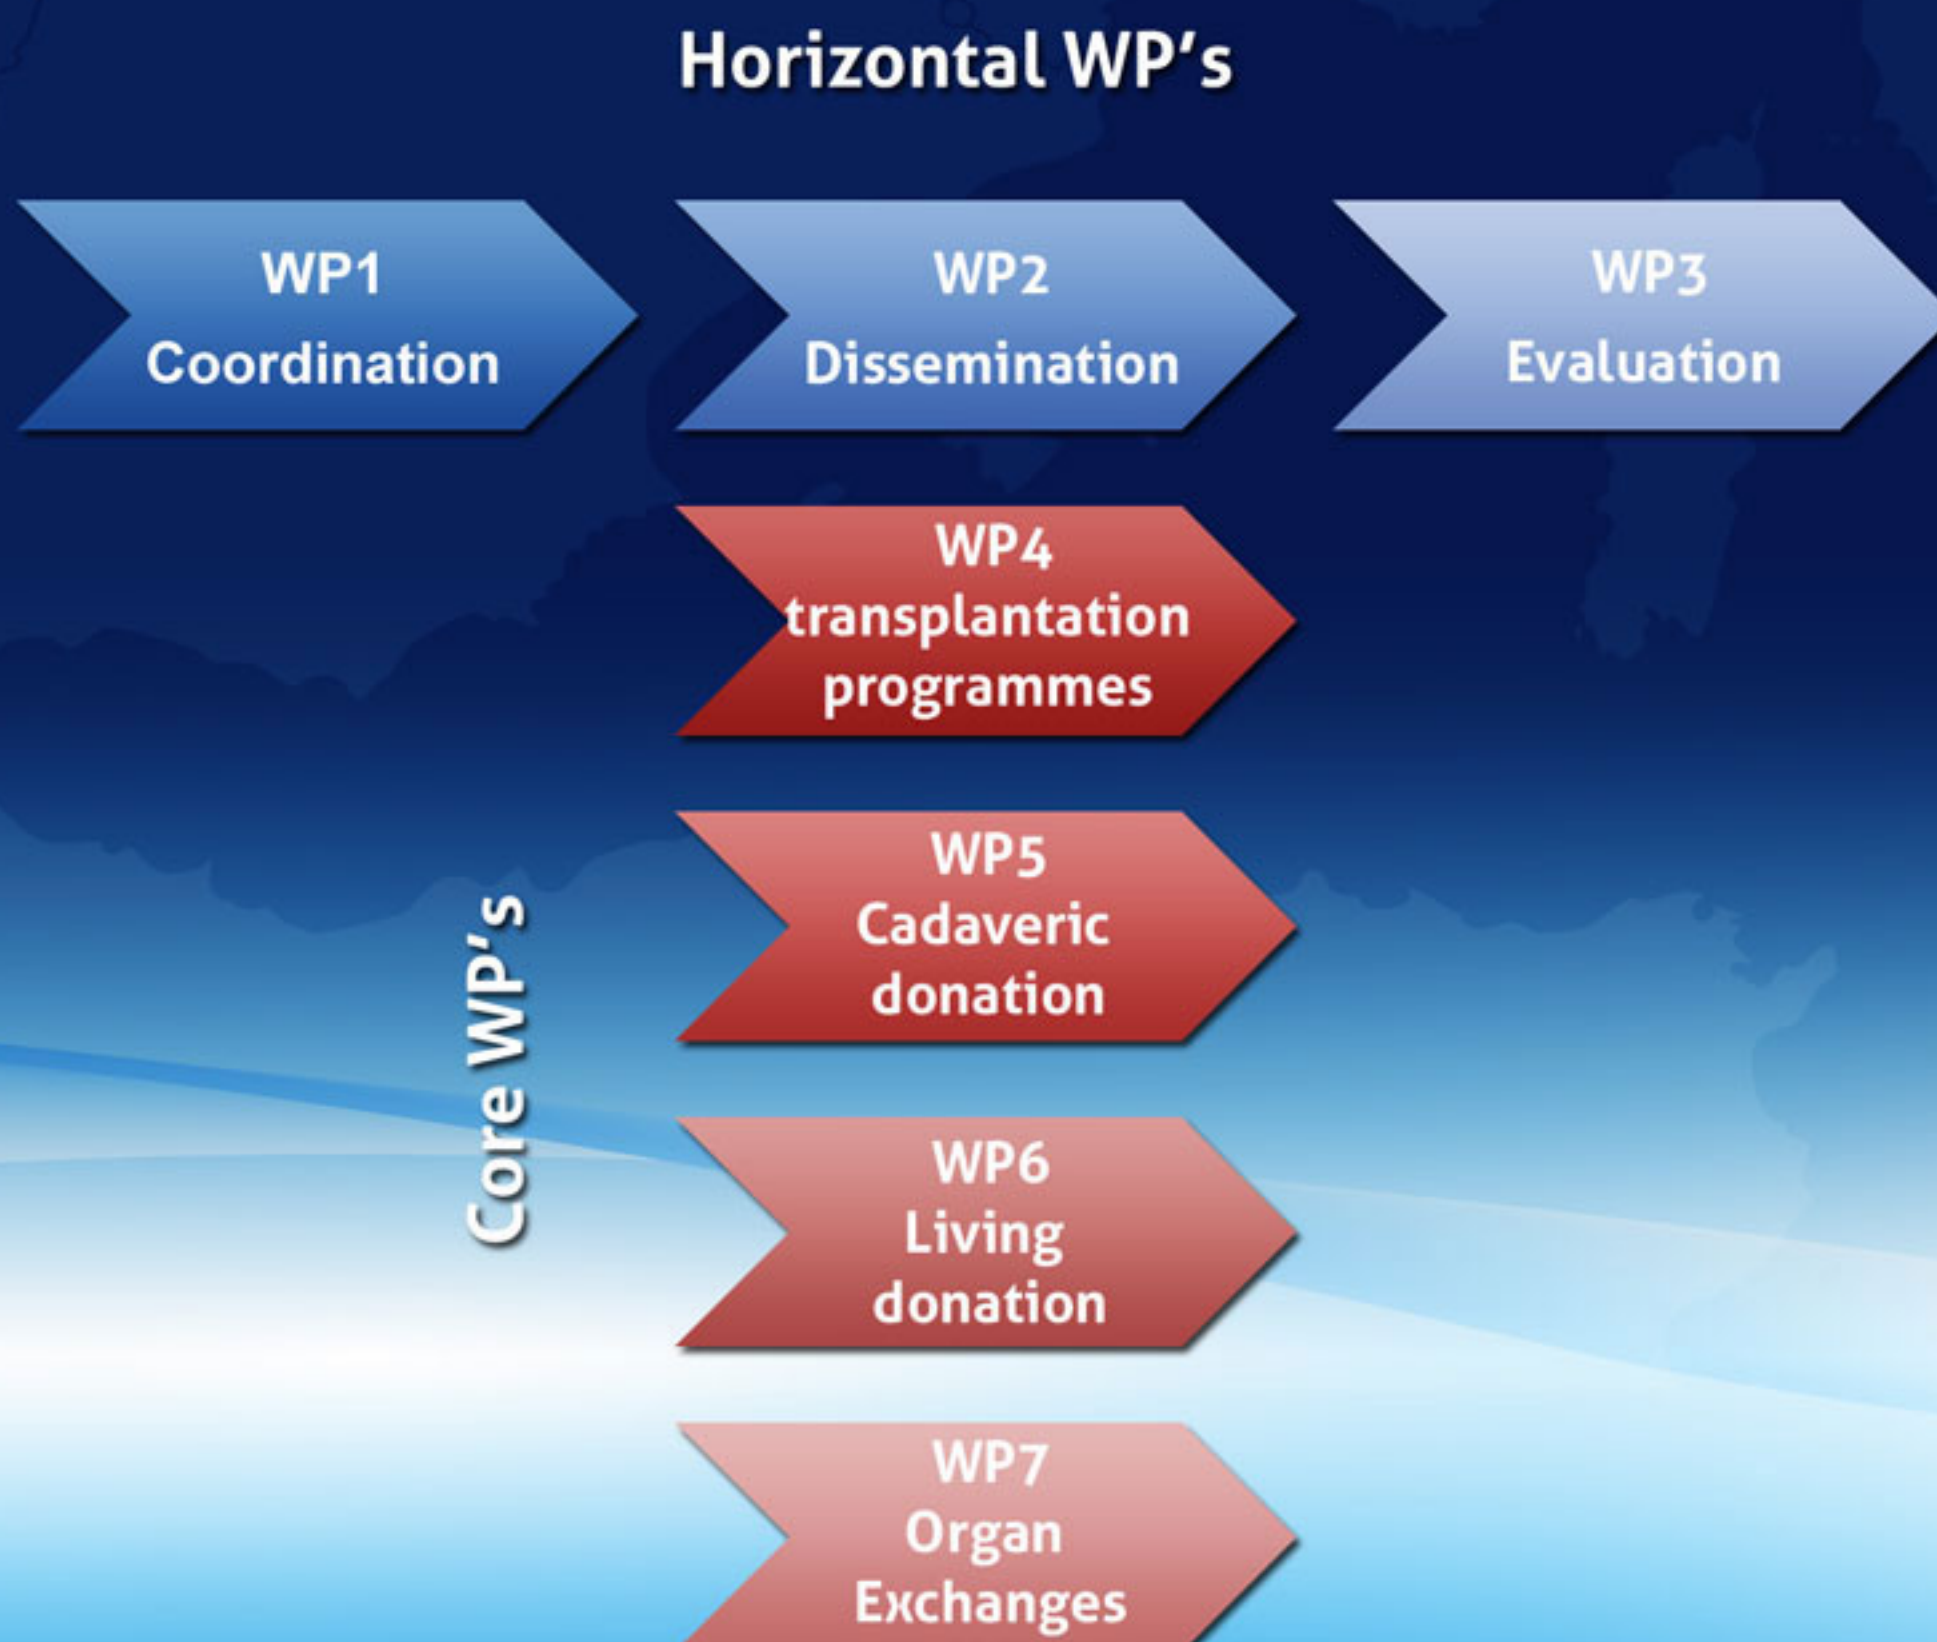 Horizontal WP's
WP1
Coordination
WP2
Dissemination
WP3
Evaluation
Core WP's
WP4
transplantation
programmes
WP5
Cadaveric
donation
WP6
Living
donation
WP7
Organ
Exchanges